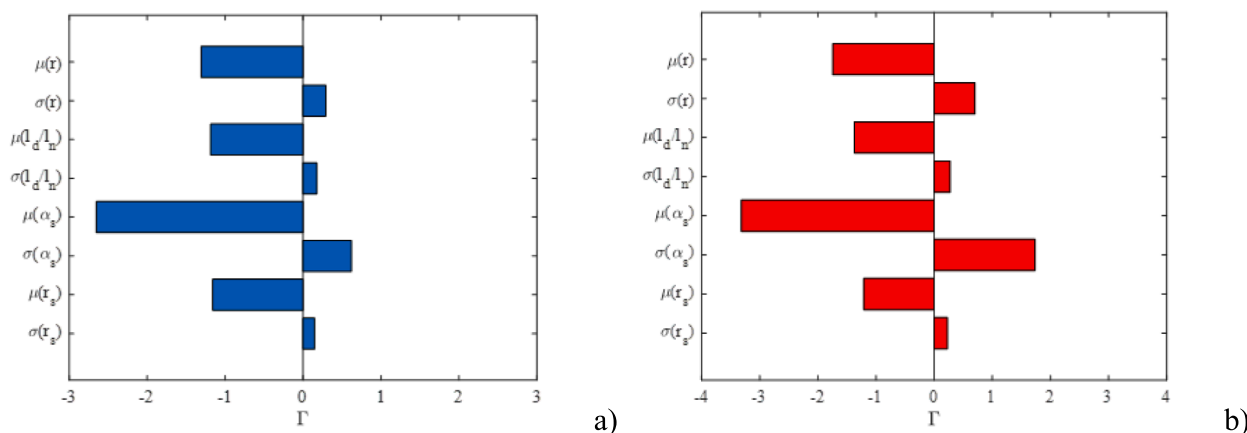 μ(r)
σ(r)
μ(l_d/l_n)
σ(l_d/l_n)
μ(α_s)
σ(α_s)
μ(r_s)
σ(r_s)
-3 -2 -1 0 1 2 3
Γ
a)
μ(r)
σ(r)
μ(l_d/l_n)
σ(l_d/l_n)
μ(α_s)
σ(α_s)
μ(r_s)
σ(r_s)
-4 -3 -2 -1 0 1 2 3 4
Γ
b)